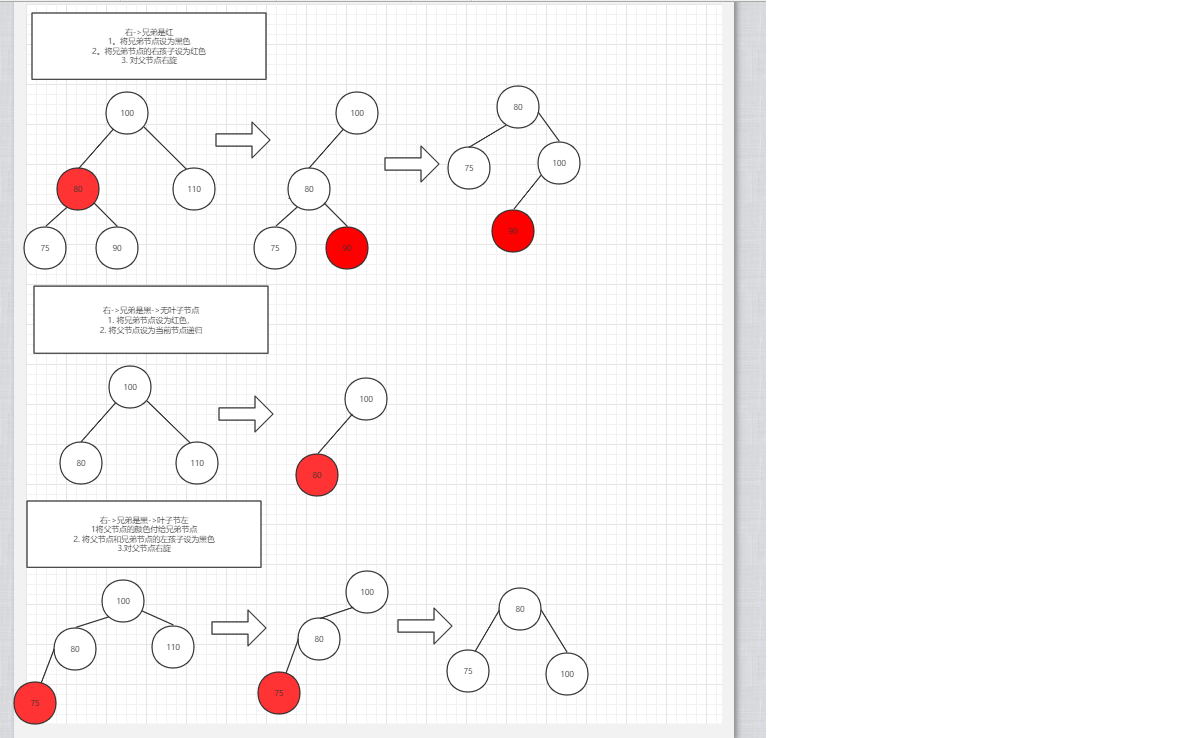 右->兄弟是红
1。将兄弟节点设为黑色
2。将兄弟节点的右孩子设为红色
3. 对父节点右旋
100
80
110
75
90
100
80
75
90
80
75
100
90
右->兄弟是黑->无叶子节点
1. 将兄弟节点设为红色,
2. 将父节点设为当前节点递归
100
80
110
100
80
右->兄弟是黑->叶子节左
1将父节点的颜色付给兄弟节点
2. 将父节点和兄弟节点的左孩子设为黑色
3.对父节点右旋
100
80
110
75
100
80
75
80
75
100